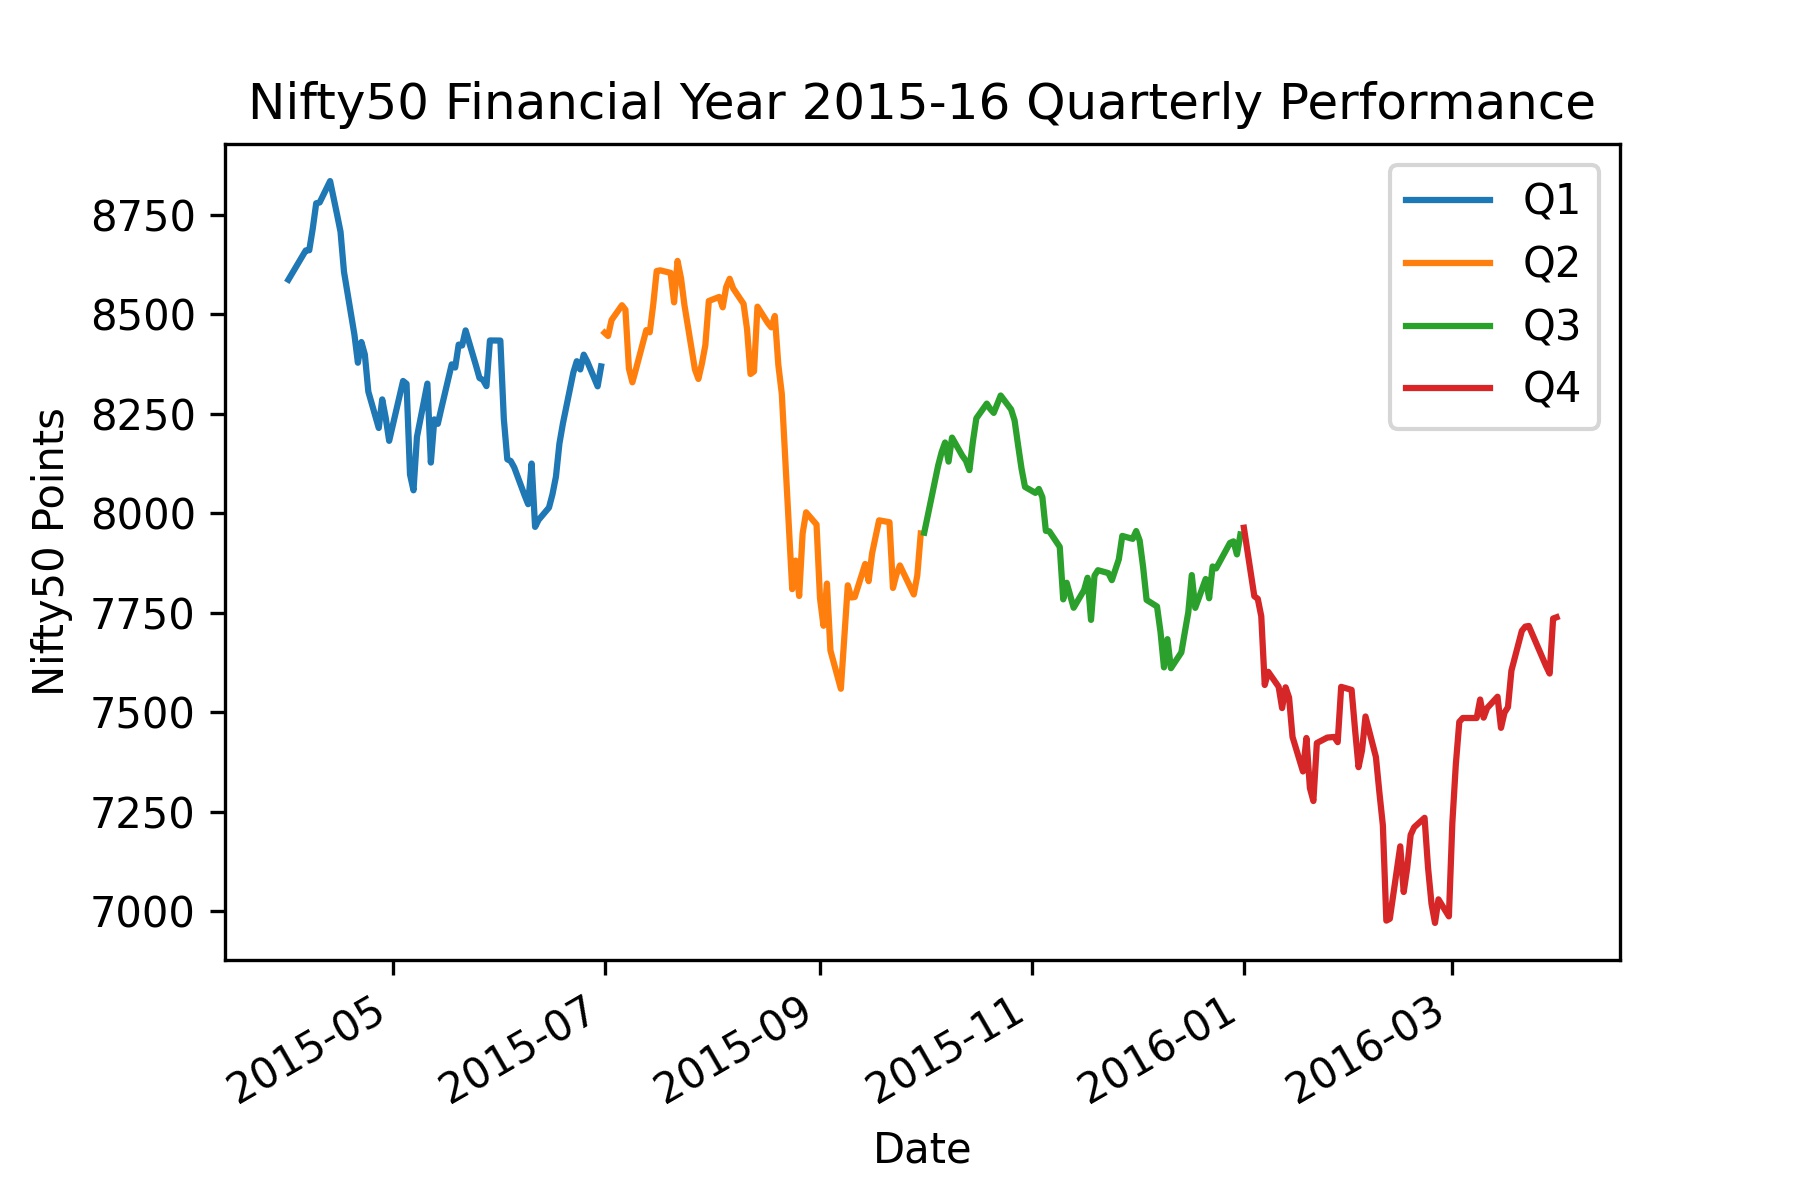 Nifty50 Financial Year 2015-16 Quarterly Performance
Nifty50 Points
8750
8500
8250
8000
7750
7500
7250
7000
Q1
Q2
Q3
Q4
2015-05
2015-07
2015-09
2015-11
2016-01
2016-03
Date